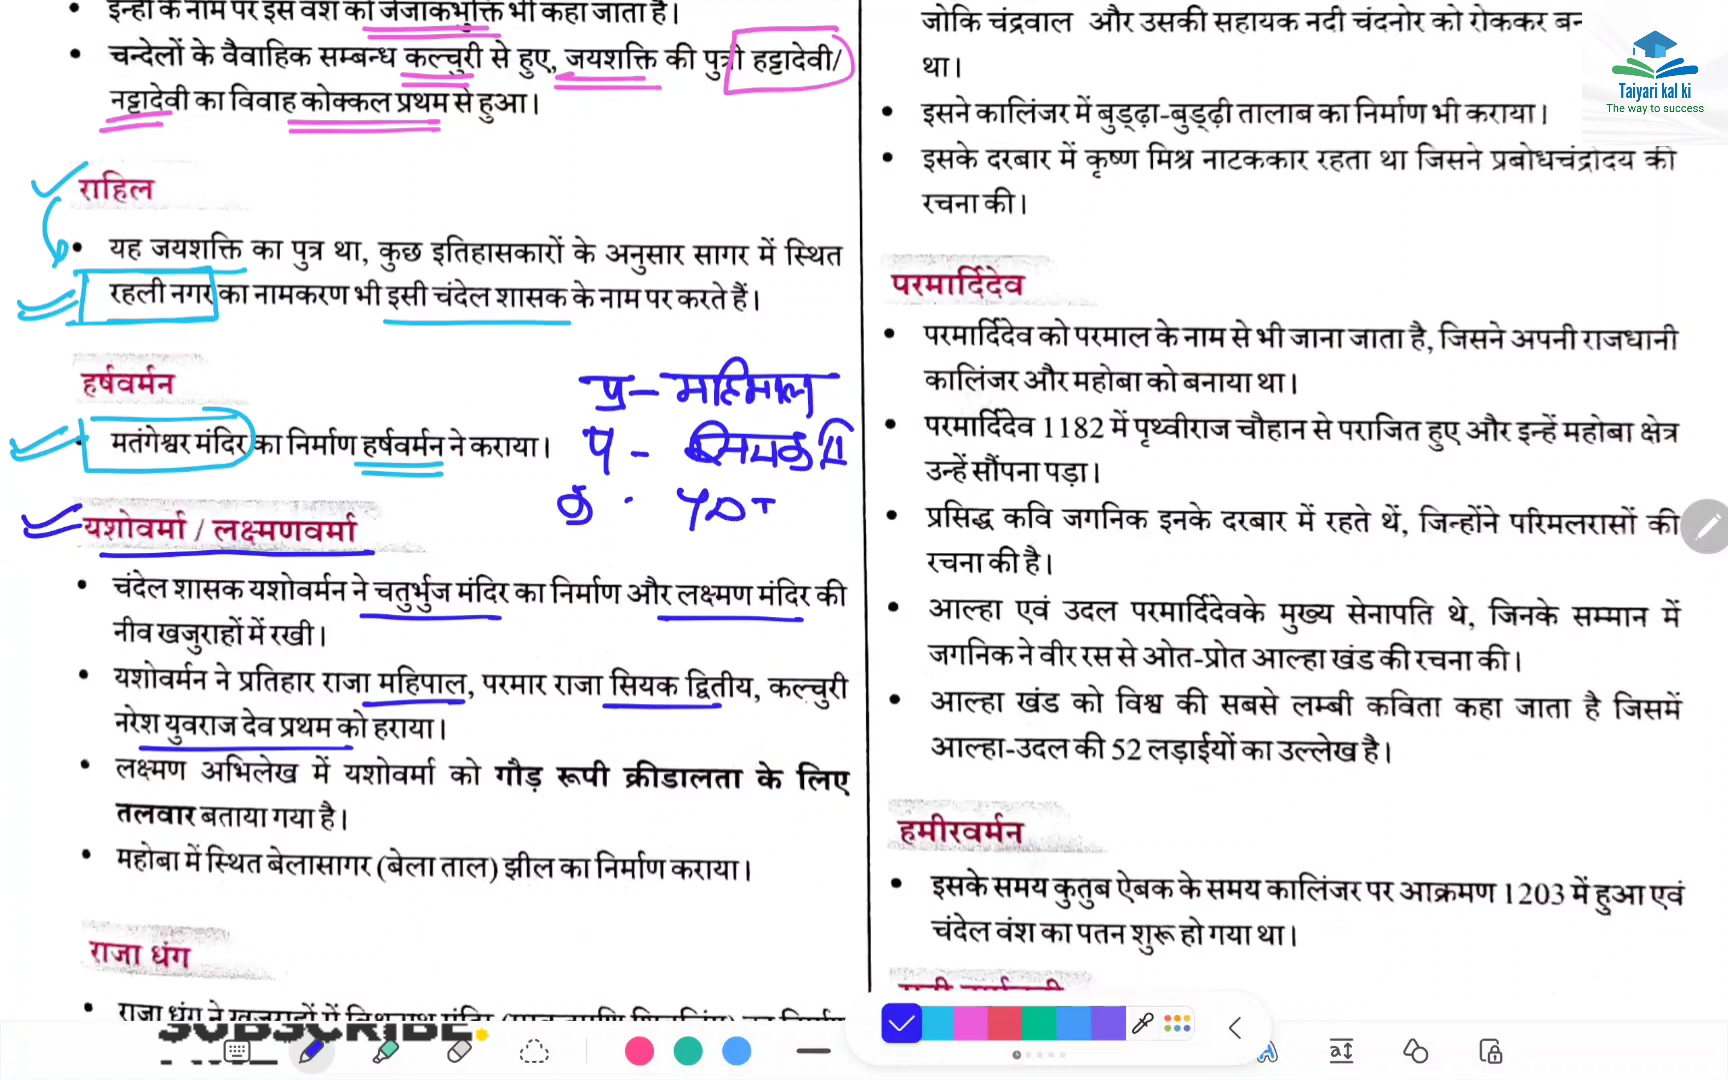 इन्हीं के नाम पर इस वंश को जेजाकभुक्ति भी कहा जाता है।
चन्देलों के वैवाहिक सम्बन्ध कल्चुरी से हुए, जयशक्ति की पुत्री हट्टादेवी/
नट्टादेवी का विवाह कोक्कल प्रथम से हुआ।
राहिल
यह जयशक्ति का पुत्र था, कुछ इतिहासकारों के अनुसार सागर में स्थित
रहली नगर का नामकरण भी इसी चंदेल शासक के नाम पर करते हैं।
हर्षवर्मन
मतंगेश्वर मंदिर का निर्माण हर्षवर्मन ने कराया।
प्र –
प –
यशोवर्मा / लक्ष्मणवर्मा
चंदेल शासक यशोवर्मन ने चतुर्भुज मंदिर का निर्माण और लक्ष्मण मंदिर की
नीव खजुराहों में रखी।
यशोवर्मन ने प्रतिहार राजा महिपाल, परमार राजा सियक द्वितीय, कल्चुरी
नरेश युवराज देव प्रथम को हराया।
लक्ष्मण अभिलेख में यशोवर्मा को गौड़ रूपी क्रीडालता के लिए
तलवार बताया गया है।
महोबा में स्थित बेलासागर (बेला ताल) झील का निर्माण कराया।
राजा धंग
राजा धंग ने खजुराहों में
जोकि चंद्रवाल और उसकी सहायक नदी चंदनोर को रोककर
था।
इसने कालिंजर में बुड्ढ़ा-बुड्ढ़ी तालाब का निर्माण भी कराया।
इसके दरबार में कृष्ण मिश्र नाटककार रहता था जिसने प्रबोधचंद्रोदय की
रचना की।
परमार्दिदेव
परमार्दिदेव को परमाल के नाम से भी जाना जाता है, जिसने अपनी राजधानी
कालिंजर और महोबा को बनाया था।
परमार्दिदेव 1182 में पृथ्वीराज चौहान से पराजित हुए और इन्हें महोबा क्षेत्र
उन्हें सौंपना पड़ा।
प्रसिद्ध कवि जगनिक इनके दरबार में रहते थें, जिन्होंने परिमलरासों की
रचना की है।
आल्हा एवं उदल परमार्दिदेवके मुख्य सेनापति थे, जिनके सम्मान में
जगनिक ने वीर रस से ओत-प्रोत आल्हा खंड की रचना की।
आल्हा खंड को विश्व की सबसे लम्बी कविता कहा जाता है जिसमें
आल्हा-उदल की 52 लड़ाईयों का उल्लेख है।
हमीरवर्मन
इसके समय कुतुब ऐबक के समय कालिंजर पर आक्रमण 1203 में हुआ एवं
चंदेल वंश का पतन शुरू हो गया था।
Taiyari kal ki
The way to success
SUBSCRIBE